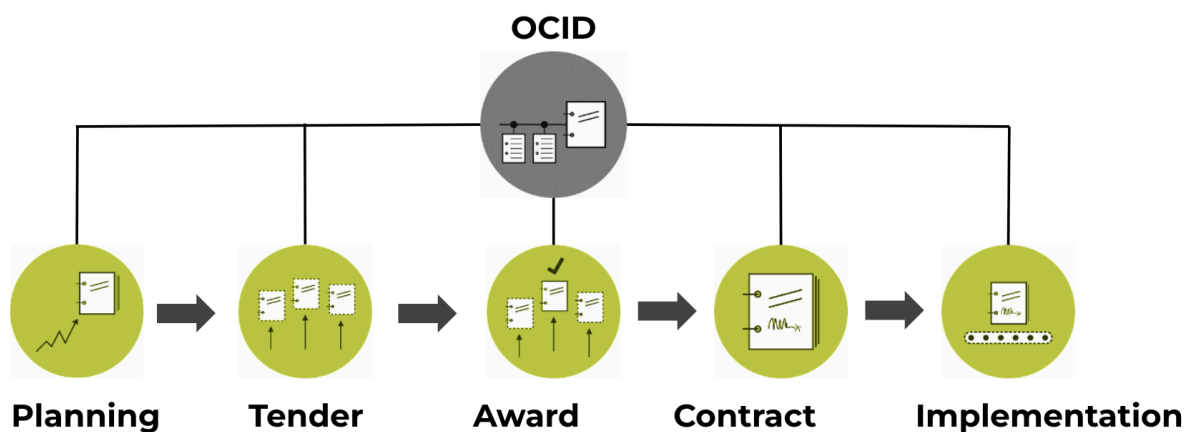 OCID
Planning
Tender
Award
Contract
Implementation